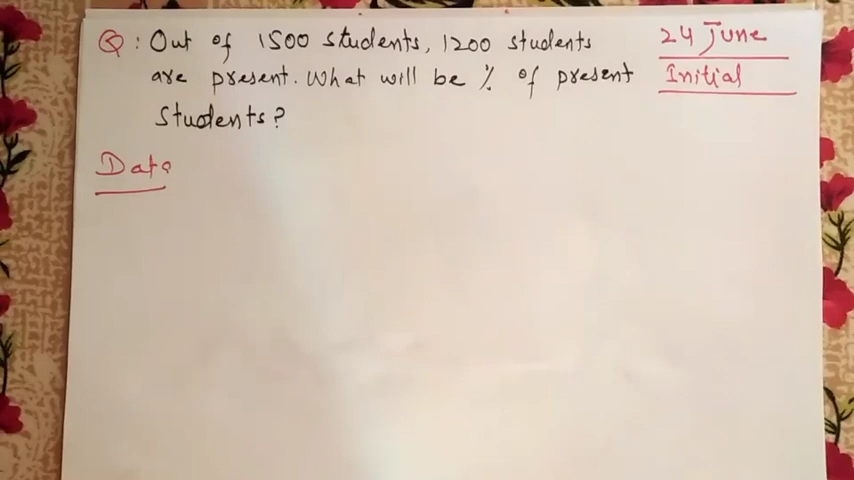 Q: Out of 1500 students, 1200 students
are present. What will be % of present
students?
24 June
Initial
Data